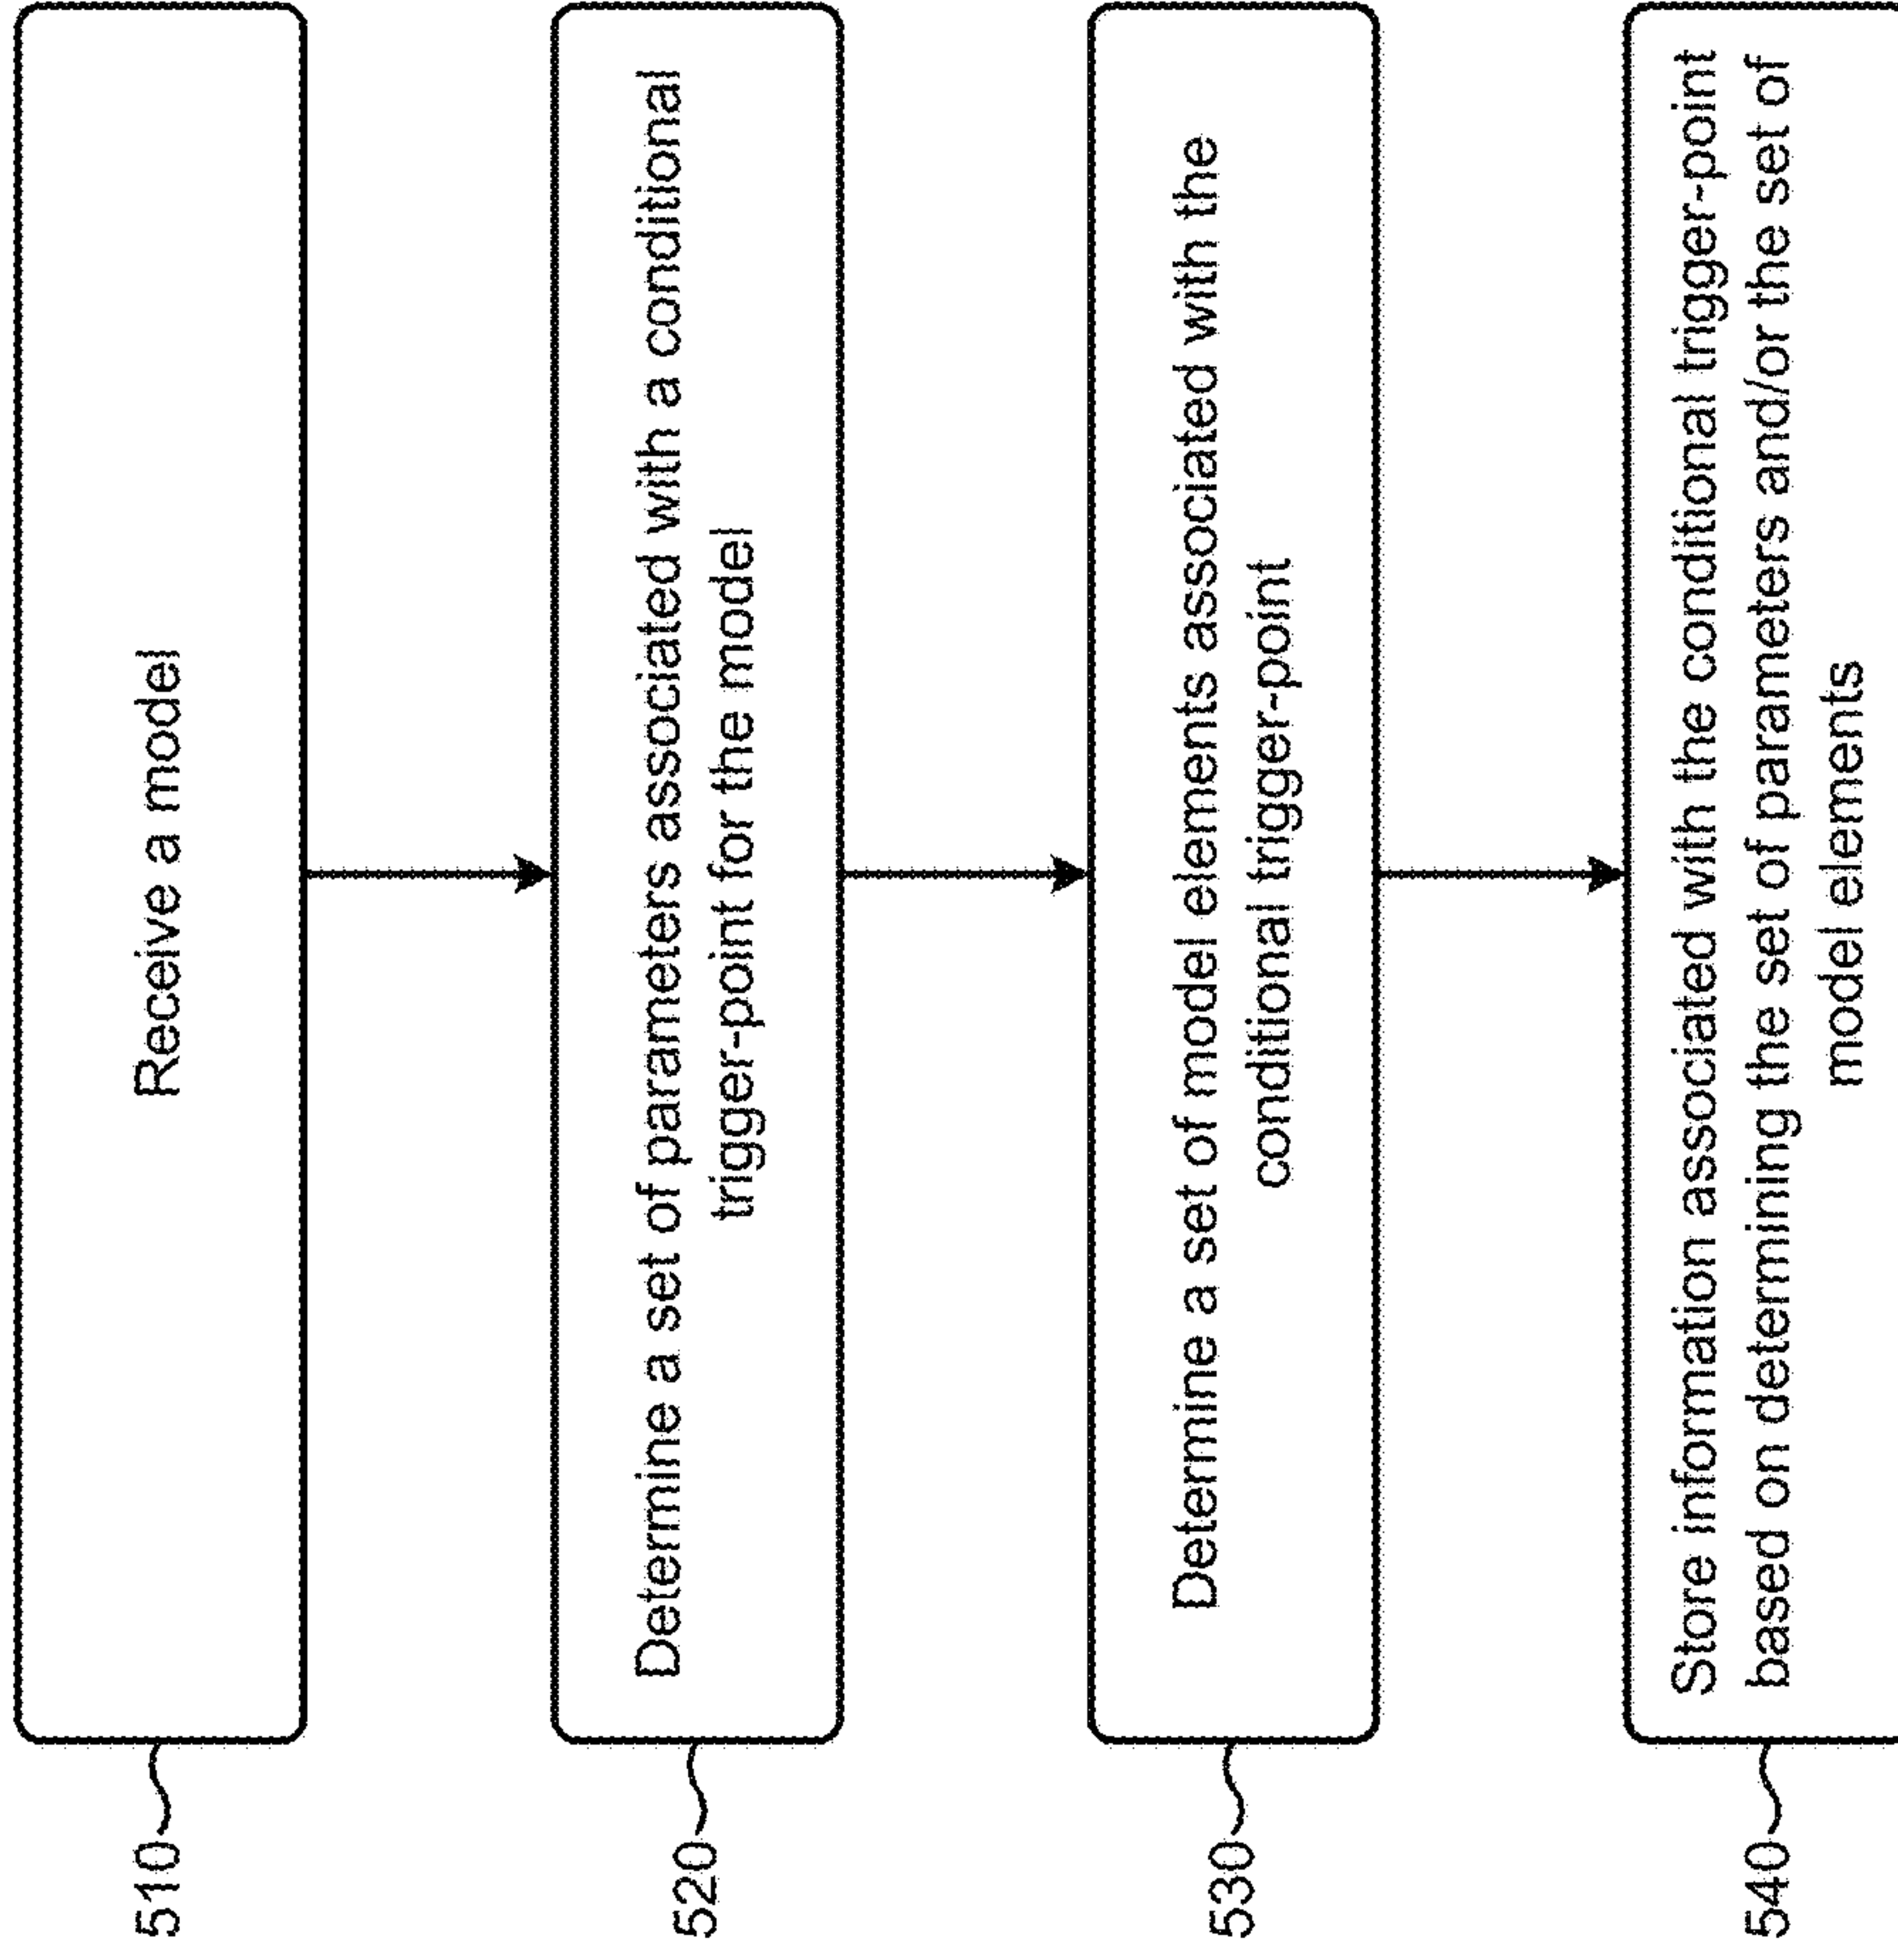 510
Receive a model
520
Determine a set of parameters associated with a conditional
trigger-point for the model
530
Determine a set of model elements associated with the
conditional trigger-point
540
Store information associated with the conditional trigger-point
based on determining the set of parameters and/or the set of
model elements